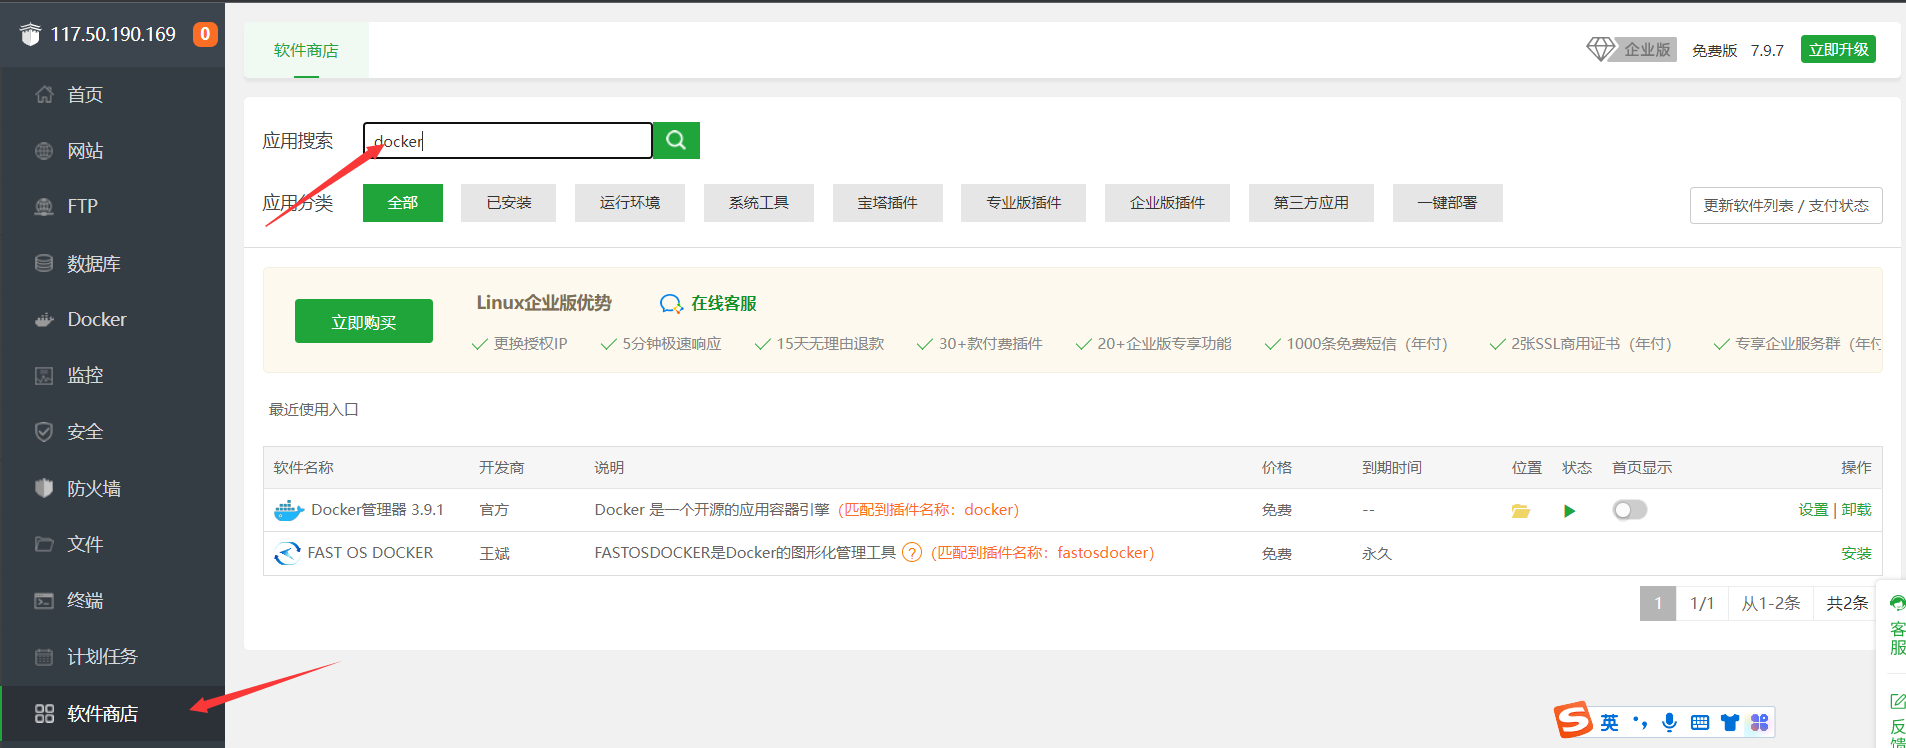 117.50.190.169 0
首页
网站
FTP
数据库
Docker
监控
安全
防火墙
文件
终端
计划任务
软件商店
软件商店
企业版 免费版 7.9.7 立即升级
应用搜索 docker
应用分类 全部 已安装 运行环境 系统工具 宝塔插件 专业版插件 企业版插件 第三方应用 一键部署 更新软件列表 / 支付状态
立即购买
Linux企业版优势 在线客服
更换授权IP 5分钟极速响应 15天无理由退款 30+款付费插件 20+企业版专享功能 1000条免费短信（年付） 2张SSL商用证书（年付） 专享企业服务群（年付
最近使用入口
软件名称 开发商 说明 价格 到期时间 位置 状态 首页显示 操作
Docker管理器 3.9.1 官方 Docker 是一个开源的应用容器引擎（匹配到插件名称：docker） 免费 -- 设置 | 卸载
FAST OS DOCKER 王斌 FASTOSDOCKER是Docker的图形化管理工具 ?（匹配到插件名称：fastosdocker） 免费 永久 安装
1 1/1 从1-2条 共2条
客服
反馈
S 英